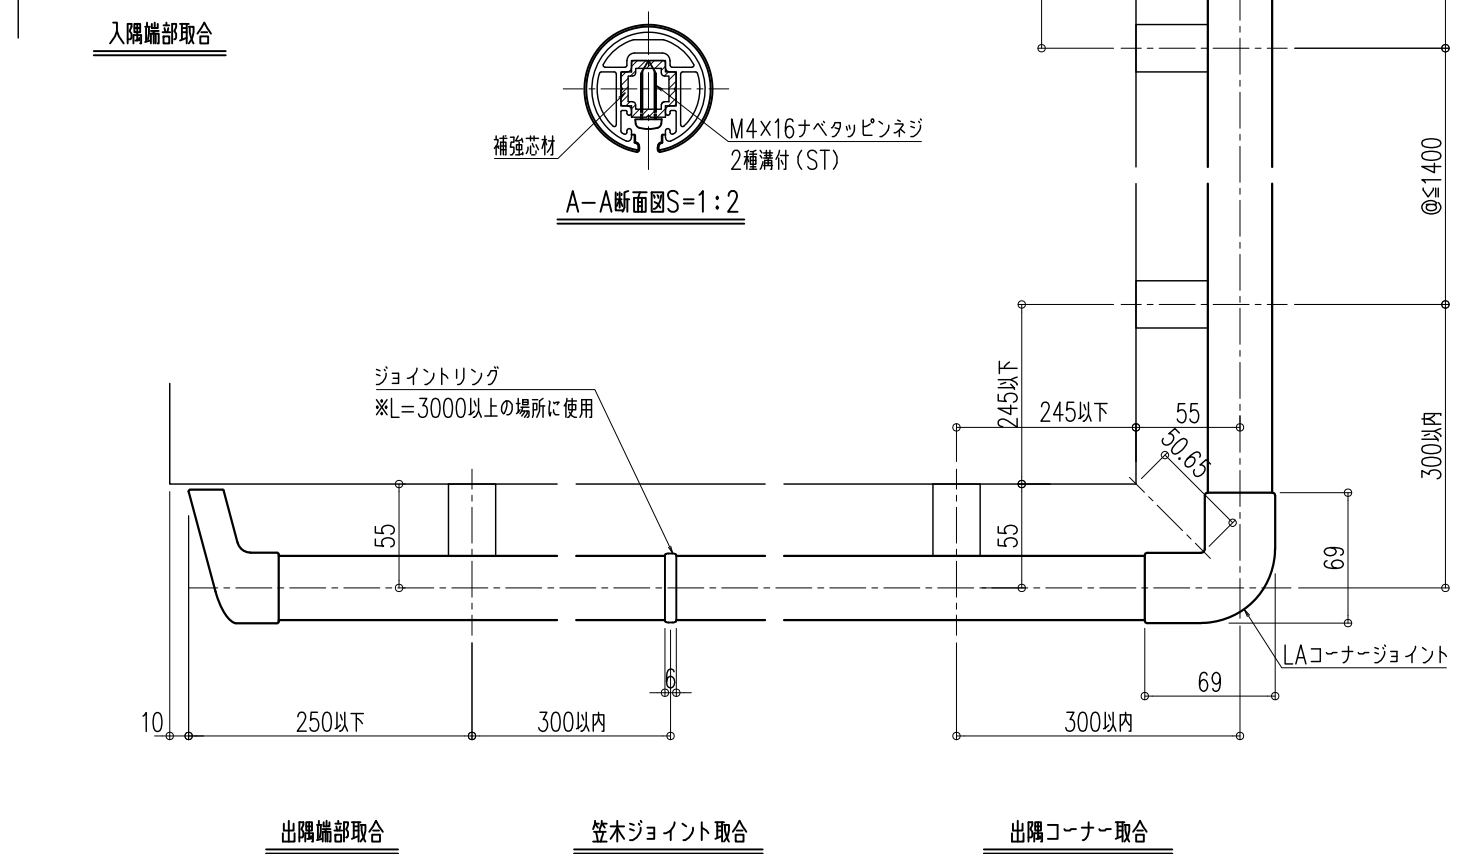 入隅端部取合
補強芯材
M4×16ナベタッピンネジ
2種溝付(ST)
A-A断面図S=1:2
@≦1400
ジョイントリング
※L=3000以上の場所に使用
245以下
245以下
55
50.65
300以内
55
55
69
LAコーナージョイント
6
69
10
250以下
300以内
300以内
出隅端部取合
笠木ジョイント取合
出隅コーナー取合